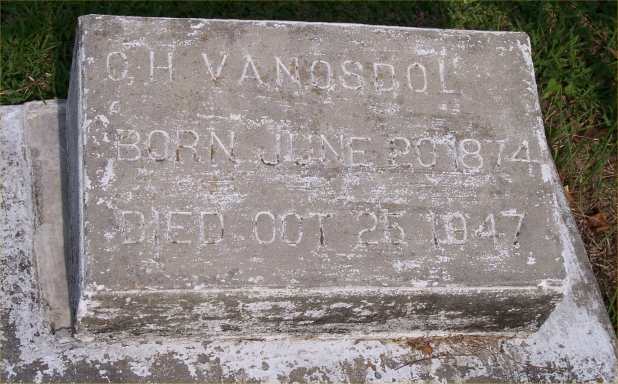 C H VANOSDOL
BORN JUNE 20 1874
DIED OCT 25 1947